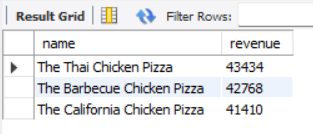 Result Grid Filter Rows:
name revenue
The Thai Chicken Pizza 43434
The Barbecue Chicken Pizza 42768
The California Chicken Pizza 41410